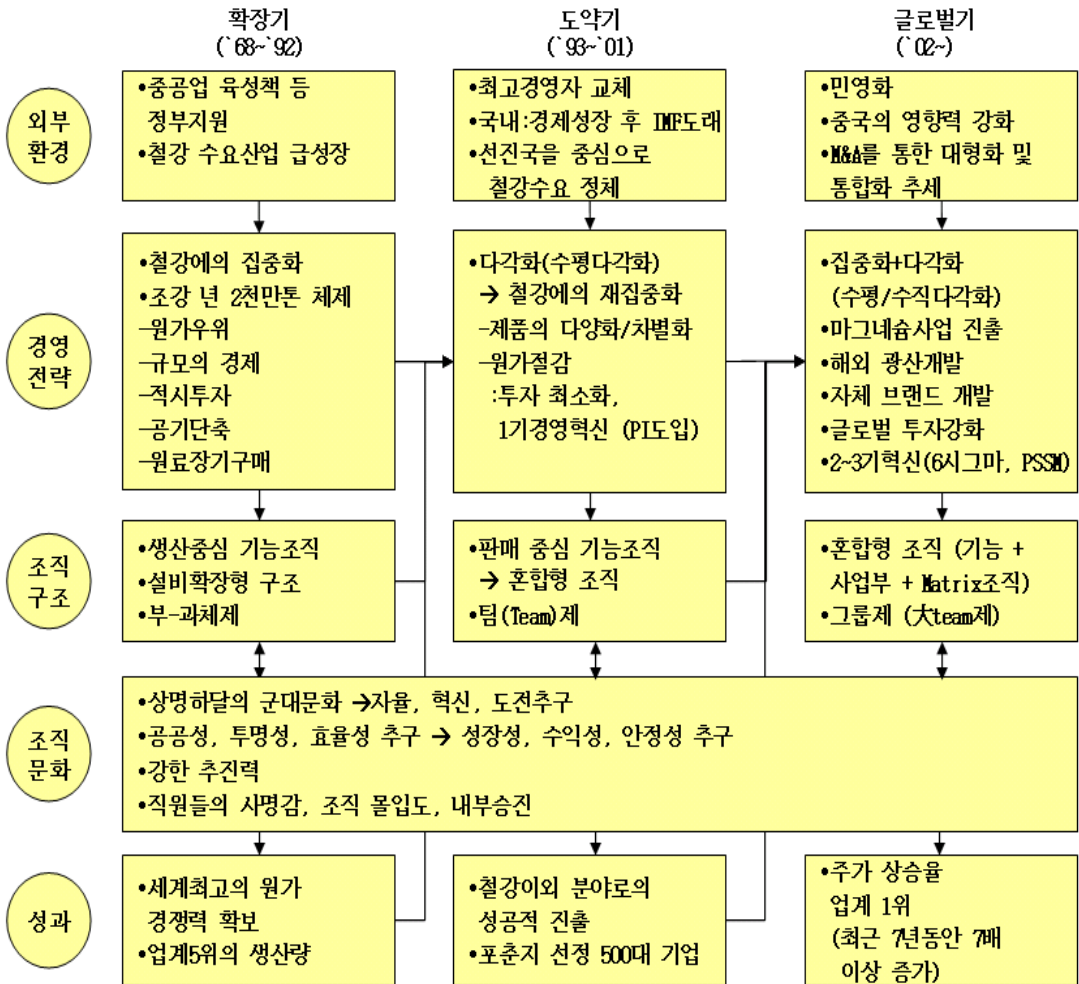 확장기
(`68~`92)
도약기
(`93~`01)
글로벌기
(`02~)
외부
환경
•중공업 육성책 등
정부지원
•철강 수요산업 급성장
•최고경영자 교체
•국내:경제성장 후 IMF도래
•선진국을 중심으로
철강수요 정체
•민영화
•중국의 영향력 강화
•M&A를 통한 대형화 및
통합화 추세
경영
전략
•철강에의 집중화
•조강 년 2천만톤 체제
-원가우위
-규모의 경제
-적시투자
-공기단축
-원료장기구매
•다각화(수평다각화)
→ 철강에의 재집중화
-제품의 다양화/차별화
-원가절감
:투자 최소화,
1기경영혁신 (PI도입)
•집중화+다각화
(수평/수직다각화)
•마그네슘사업 진출
•해외 광산개발
•자체 브랜드 개발
•글로벌 투자강화
•2~3기혁신(6시그마, PSSM)
조직
구조
•생산중심 기능조직
•설비확장형 구조
•부-과체제
•판매 중심 기능조직
→ 혼합형 조직
•팀(Team)제
•혼합형 조직 (기능 +
사업부 + Matrix조직)
•그룹제 (大team제)
조직
문화
•상명하달의 군대문화 →자율, 혁신, 도전추구
•공공성, 투명성, 효율성 추구 → 성장성, 수익성, 안정성 추구
•강한 추진력
•직원들의 사명감, 조직 몰입도, 내부승진
성과
•세계최고의 원가
경쟁력 확보
•업계5위의 생산량
•철강이외 분야로의
성공적 진출
•포춘지 선정 500대 기업
•주가 상승율
업계 1위
(최근 7년동안 7배
이상 증가)